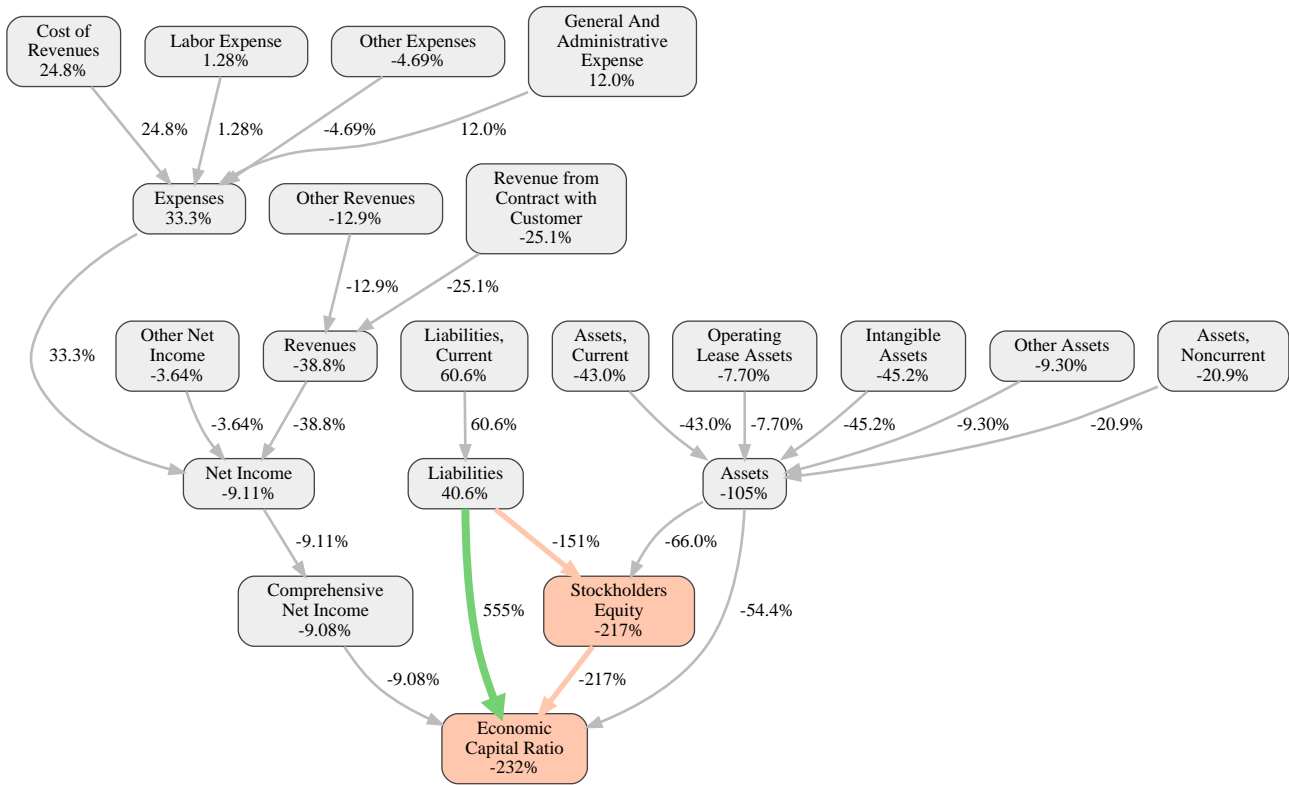 Cost of
Revenues
24.8%
Labor Expense
1.28%
Other Expenses
-4.69%
General And
Administrative
Expense
12.0%
24.8%
1.28%
-4.69%
12.0%
Expenses
33.3%
Other Revenues
-12.9%
Revenue from
Contract with
Customer
-25.1%
-12.9%
-25.1%
33.3%
Other Net
Income
-3.64%
Revenues
-38.8%
Liabilities,
Current
60.6%
Assets,
Current
-43.0%
Operating
Lease Assets
-7.70%
Intangible
Assets
-45.2%
Other Assets
-9.30%
Assets,
Noncurrent
-20.9%
-3.64%
-38.8%
60.6%
-43.0%
-7.70%
-45.2%
-9.30%
-20.9%
Net Income
-9.11%
Liabilities
40.6%
Assets
-105%
-9.11%
-151%
-66.0%
Comprehensive
Net Income
-9.08%
555%
Stockholders
Equity
-217%
-54.4%
-9.08%
-217%
Economic
Capital Ratio
-232%